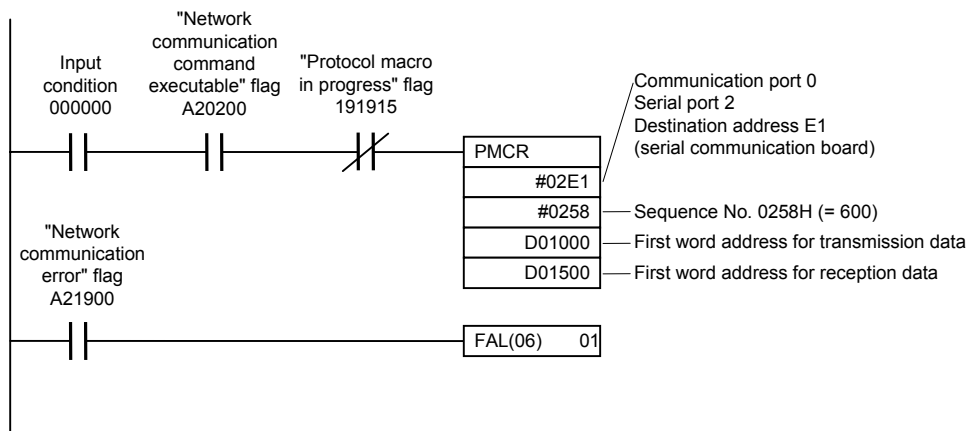 "Network
communication
command
executable" flag
A20200
Input
condition
000000
"Protocol macro
in progress" flag
191915
Communication port 0
Serial port 2
Destination address E1
(serial communication board)
PMCR
#02E1
#0258
Sequence No. 0258H (= 600)
D01000
First word address for transmission data
D01500
First word address for reception data
"Network
communication
error" flag
A21900
FAL(06) 01